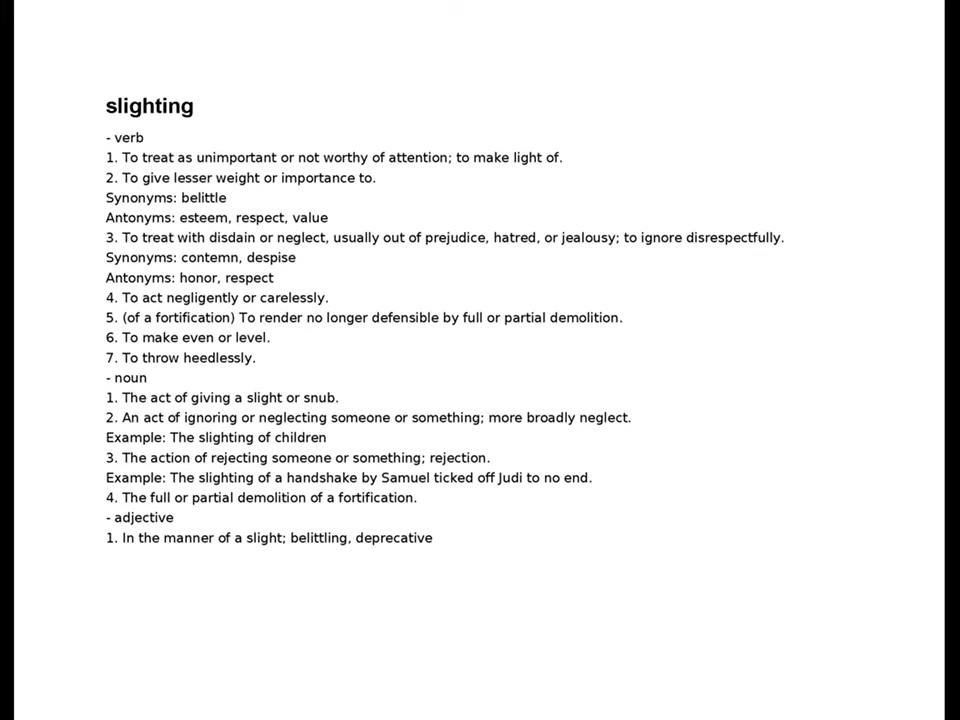 slighting
- verb
1. To treat as unimportant or not worthy of attention; to make light of.
2. To give lesser weight or importance to.
Synonyms: belittle
Antonyms: esteem, respect, value
3. To treat with disdain or neglect, usually out of prejudice, hatred, or jealousy; to ignore disrespectfully.
Synonyms: contemn, despise
Antonyms: honor, respect
4. To act negligently or carelessly.
5. (of a fortification) To render no longer defensible by full or partial demolition.
6. To make even or level.
7. To throw heedlessly.
- noun
1. The act of giving a slight or snub.
2. An act of ignoring or neglecting someone or something; more broadly neglect.
Example: The slighting of children
3. The action of rejecting someone or something; rejection.
Example: The slighting of a handshake by Samuel ticked off Judi to no end.
4. The full or partial demolition of a fortification.
- adjective
1. In the manner of a slight; belittling, deprecative